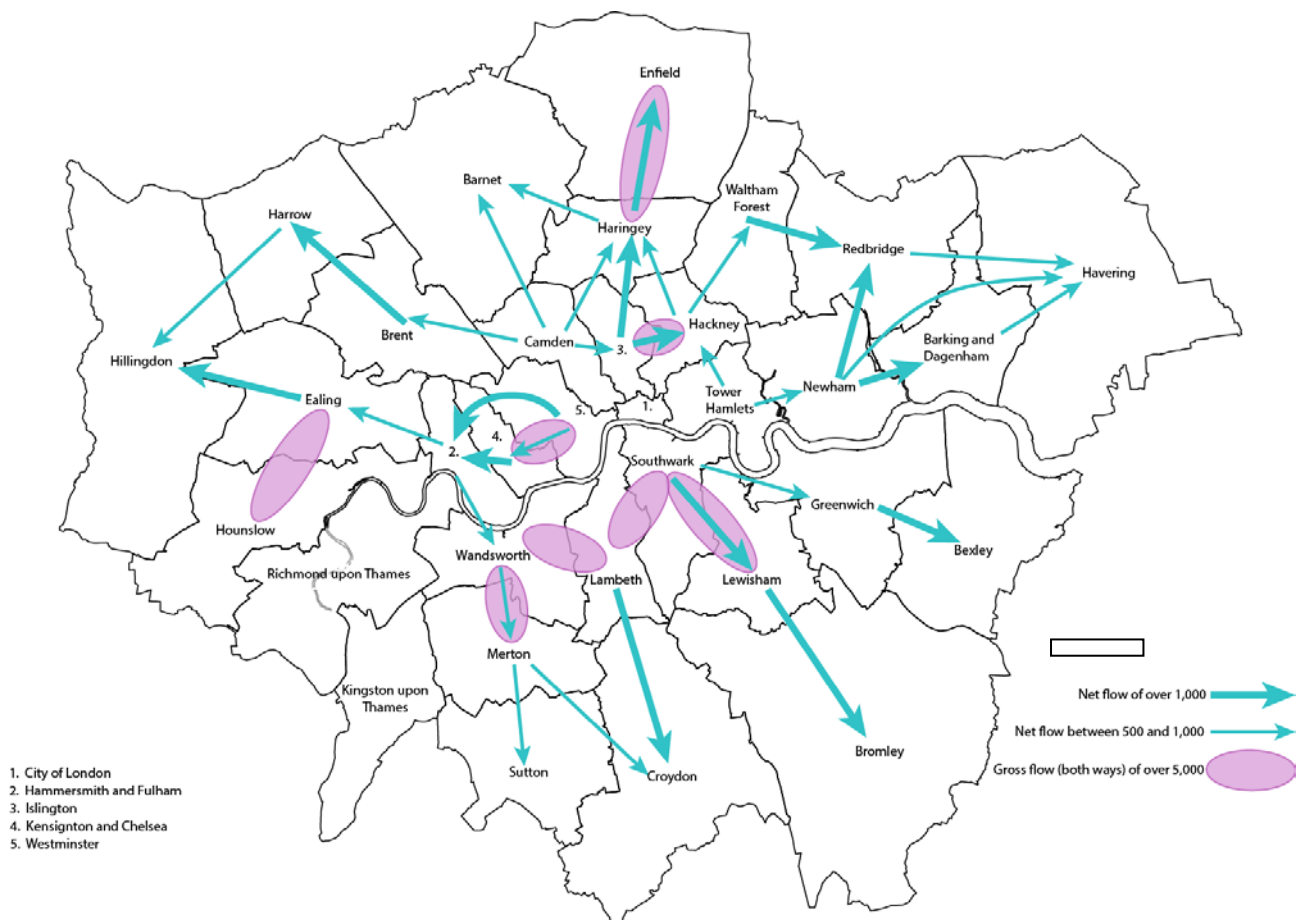 Enfield
Barnet
Waltham
Forest
Harrow
Haringey
Redbridge
Havering
Hackney
Brent
Camden
3.
Barking and
Dagenham
Hillingdon
Tower
Hamlets
Newham
Ealing
1.
5.
4.
2.
Southwark
Greenwich
Hounslow
Wandsworth
Bexley
Richmond upon Thames
Lambeth
Lewisham
Merton
Kingston upon
Thames
Net flow of over 1,000
Net flow between 500 and 1,000
Bromley
Sutton
Croydon
Gross flow (both ways) of over 5,000
1. City of London
2. Hammersmith and Fulham
3. Islington
4. Kensignton and Chelsea
5. Westminster